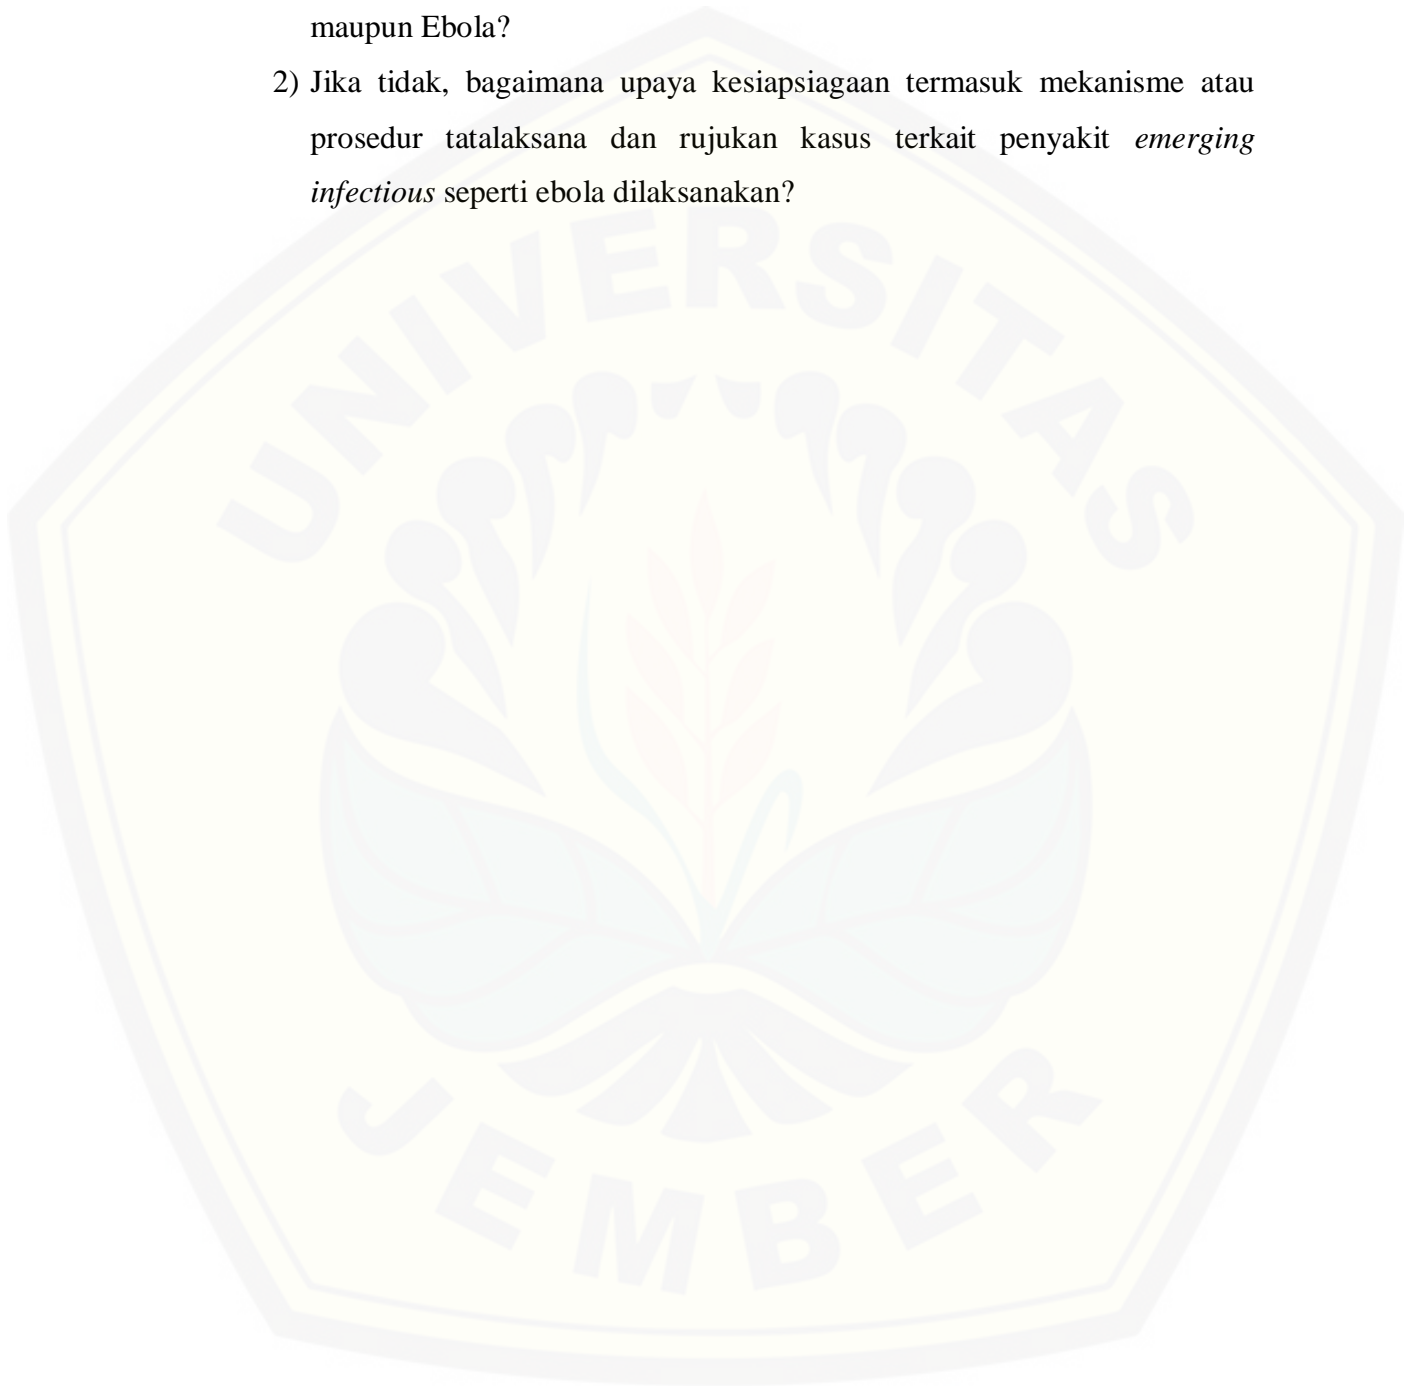 maupun Ebola?
2) Jika tidak, bagaimana upaya kesiapsiagaan termasuk mekanisme atau
prosedur tatalaksana dan rujukan kasus terkait penyakit emerging
infectious seperti ebola dilaksanakan?
UNIVERSITAS
JEMBER